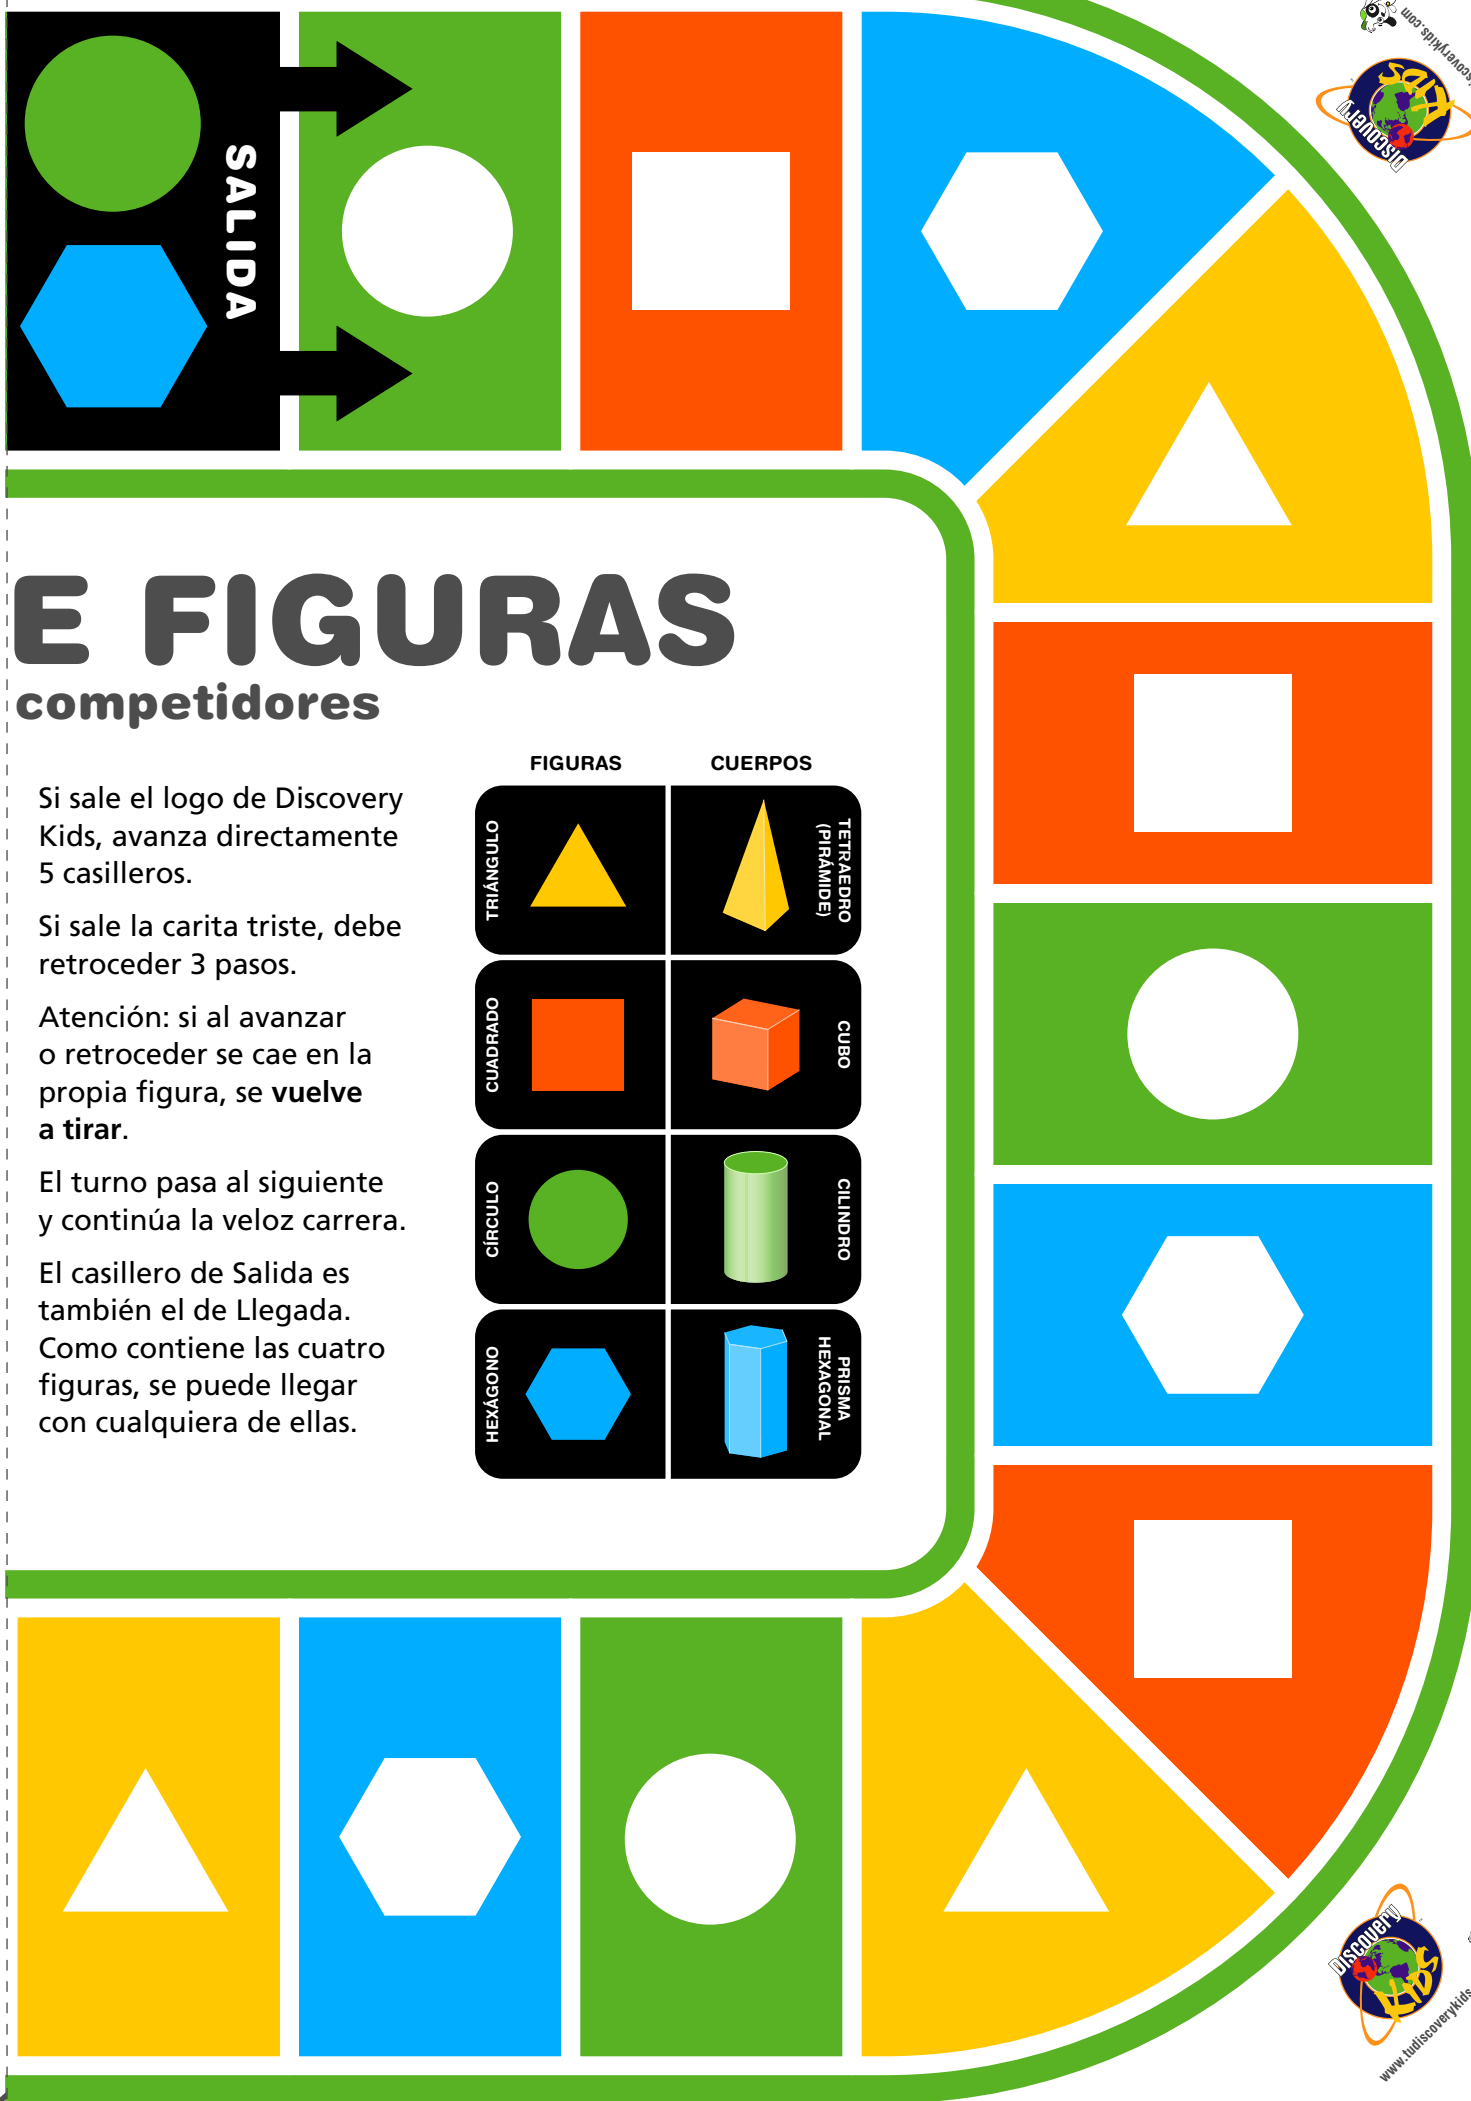 www.tudiscoverykids.com
Discovery
KIDS
SALIDA
E FIGURAS
competidores
Si sale el logo de Discovery
Kids, avanza directamente
5 casilleros.
Si sale la carita triste, debe
retroceder 3 pasos.
Atención: si al avanzar
o retroceder se cae en la
propia figura, se vuelve
a tirar.
El turno pasa al siguiente
y continúa la veloz carrera.
El casillero de Salida es
también el de Llegada.
Como contiene las cuatro
figuras, se puede llegar
con cualquiera de ellas.
FIGURAS
CUERPOS
TRIÁNGULO
TETRAEDRO
(PIRÁMIDE)
CUADRADO
CUBO
CÍRCULO
CILINDRO
HEXÁGONO
PRISMA
HEXAGONAL
Discovery
KIDS
www.tudiscoverykids